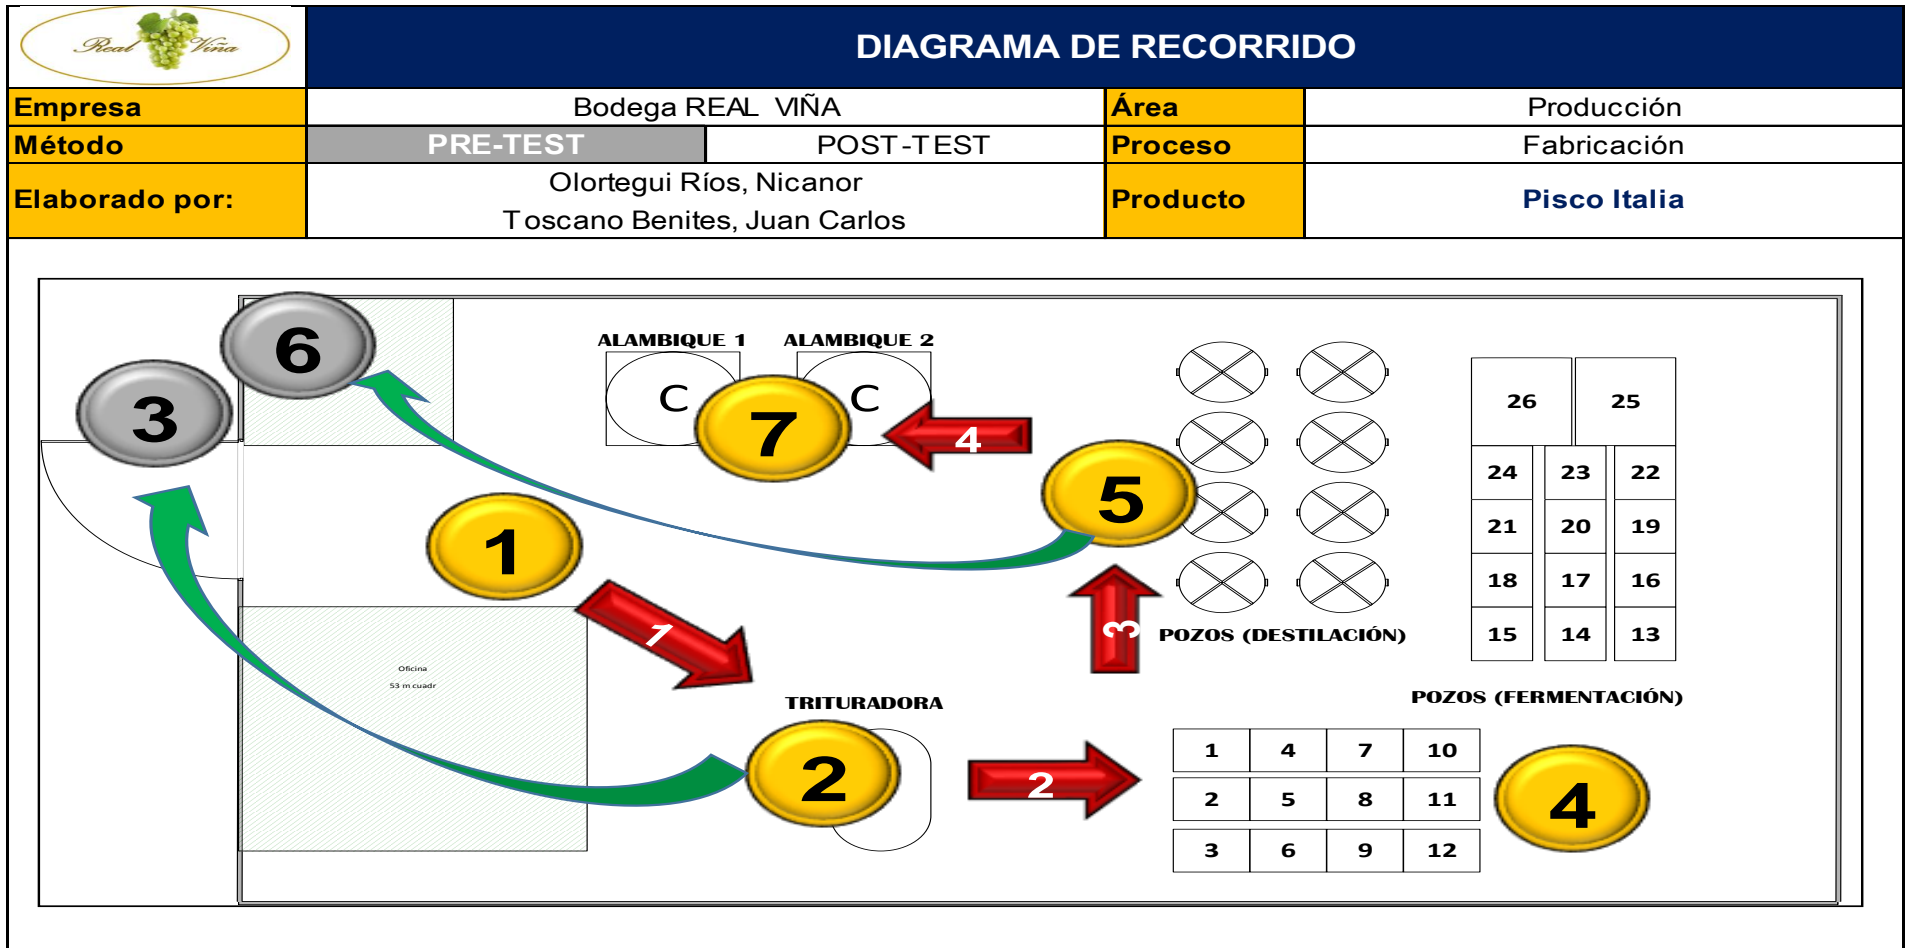 Real Viña
DIAGRAMA DE RECORRIDO
Empresa
Bodega REAL VIÑA
Área
Producción
Método
PRE-TEST
POST-TEST
Proceso
Fabricación
Elaborado por:
Olortegui Ríos, Nicanor
Toscano Benites, Juan Carlos
Producto
Pisco Italia
6
3
ALAMBIQUE 1
ALAMBIQUE 2
C
C
7
4
5
1
1
3
26 25
24 23 22
21 20 19
18 17 16
15 14 13
POZOS (DESTILACIÓN)
POZOS (FERMENTACIÓN)
Oficina
53 m cuadr
TRITURADORA
2
2
1 4 7 10
2 5 8 11
3 6 9 12
4